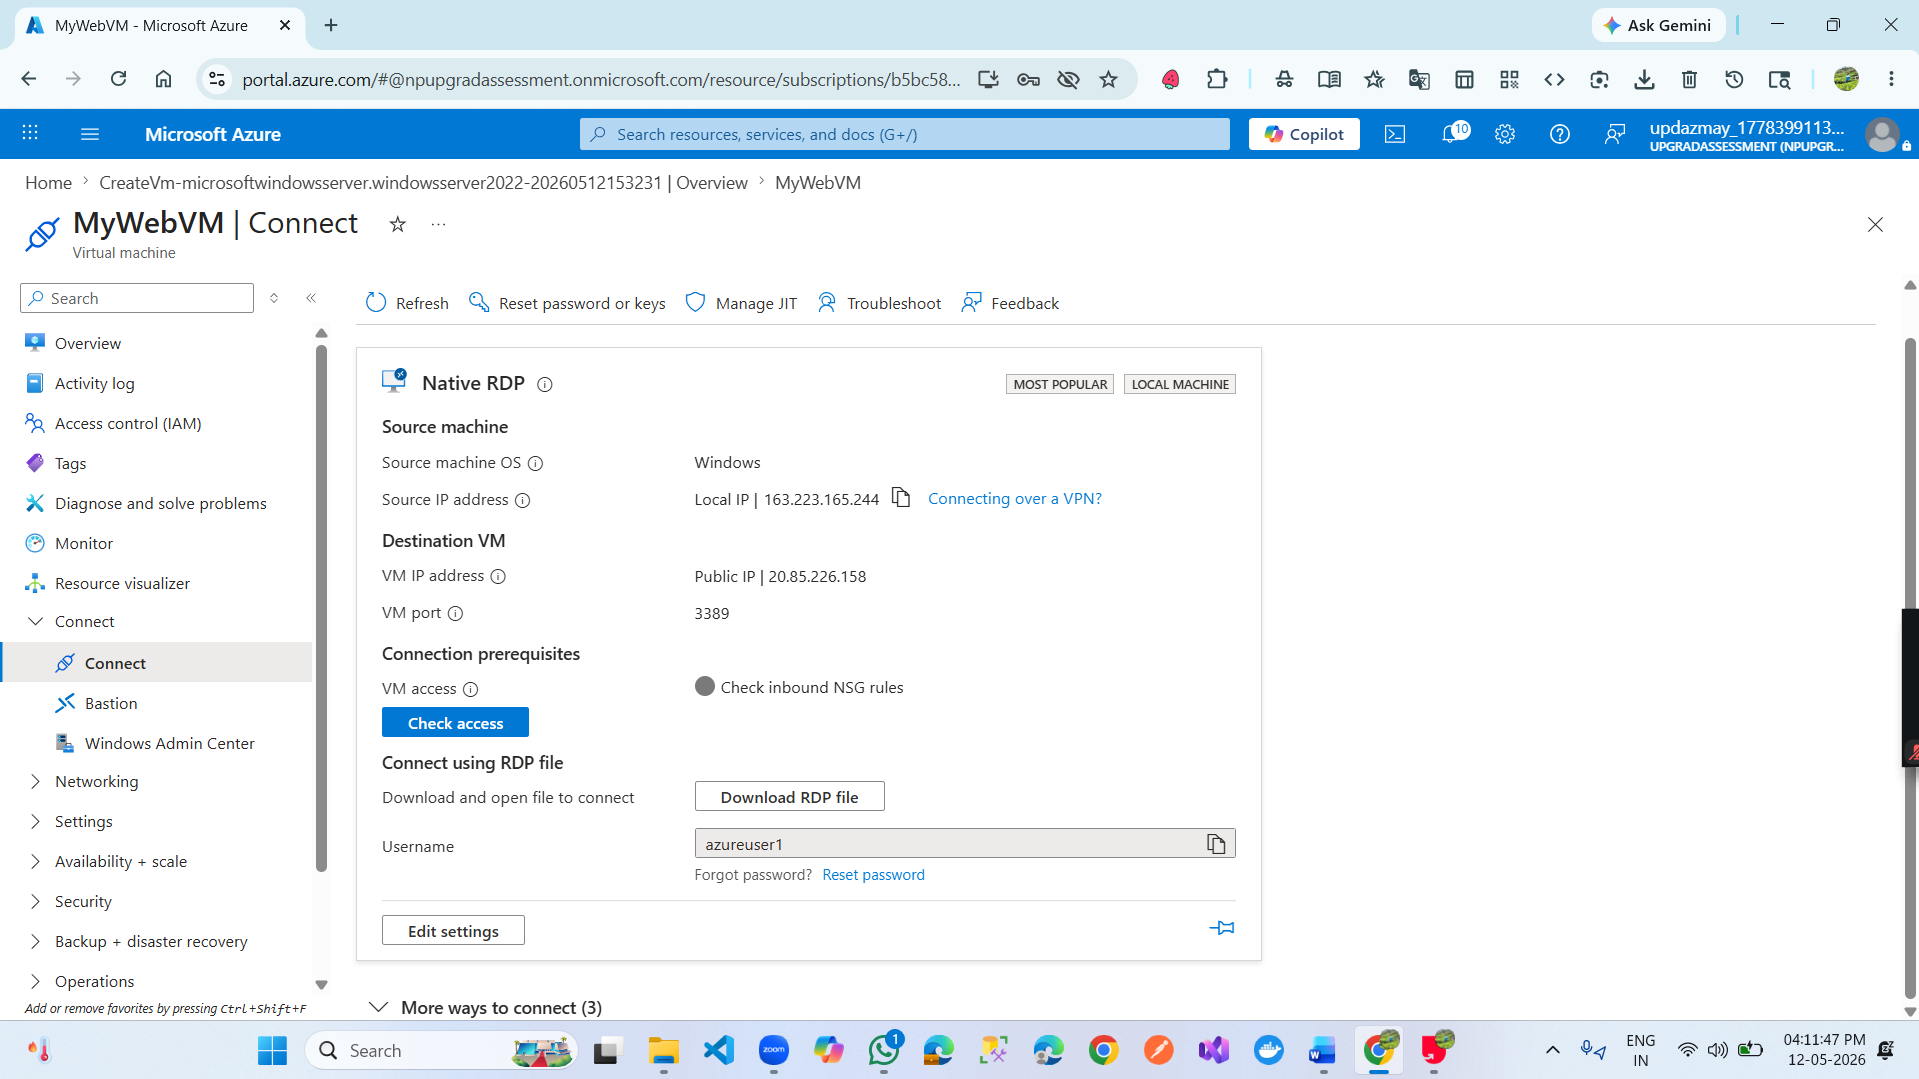 MyWebVM - Microsoft Azure
Ask Gemini
portal.azure.com/#@npupgradassessment.onmicrosoft.com/resource/subscriptions/b5bc58...
Microsoft Azure
Search resources, services, and docs (G+/)
Copilot
10
updazmay_1778399113...
UPGRADASSESSMENT (NPUPGR...
Home > CreateVm-microsoftwindowsserver.windowsserver2022-20260512153231 | Overview > MyWebVM
MyWebVM | Connect
Virtual machine
Search
Overview
Activity log
Access control (IAM)
Tags
Diagnose and solve problems
Monitor
Resource visualizer
Connect
Connect
Bastion
Windows Admin Center
Networking
Settings
Availability + scale
Security
Backup + disaster recovery
Operations
Add or remove favorites by pressing Ctrl+Shift+F
Refresh
Reset password or keys
Manage JIT
Troubleshoot
Feedback
Native RDP
MOST POPULAR
LOCAL MACHINE
Source machine
Source machine OS
Windows
Source IP address
Local IP | 163.223.165.244
Connecting over a VPN?
Destination VM
VM IP address
Public IP | 20.85.226.158
VM port
3389
Connection prerequisites
VM access
Check inbound NSG rules
Check access
Connect using RDP file
Download and open file to connect
Download RDP file
Username
azureuser1
Forgot password? Reset password
Edit settings
More ways to connect (3)
Search
zoom
1
ENG
IN
04:11:47 PM
12-05-2026